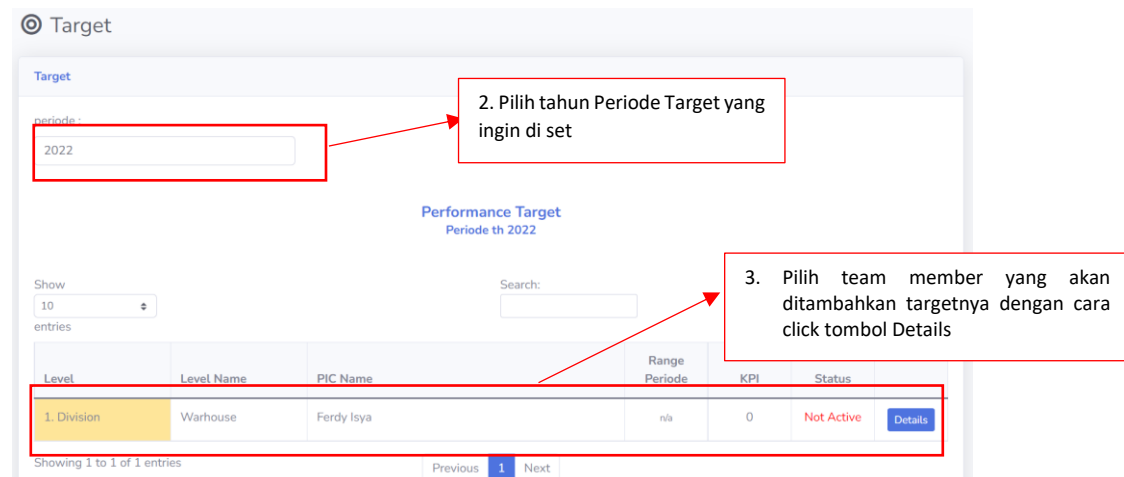 Target
Target
periode :
2022
2. Pilih tahun Periode Target yang
ingin di set
Performance Target
Periode th 2022
3. Pilih team member yang akan
ditambahkan targetnya dengan cara
click tombol Details
Show
10
entries
Search:
Level Level Name PIC Name Range Periode KPI Status
1. Division Warhouse Ferdy Isya n/a 0 Not Active Details
Showing 1 to 1 of 1 entries
Previous 1 Next